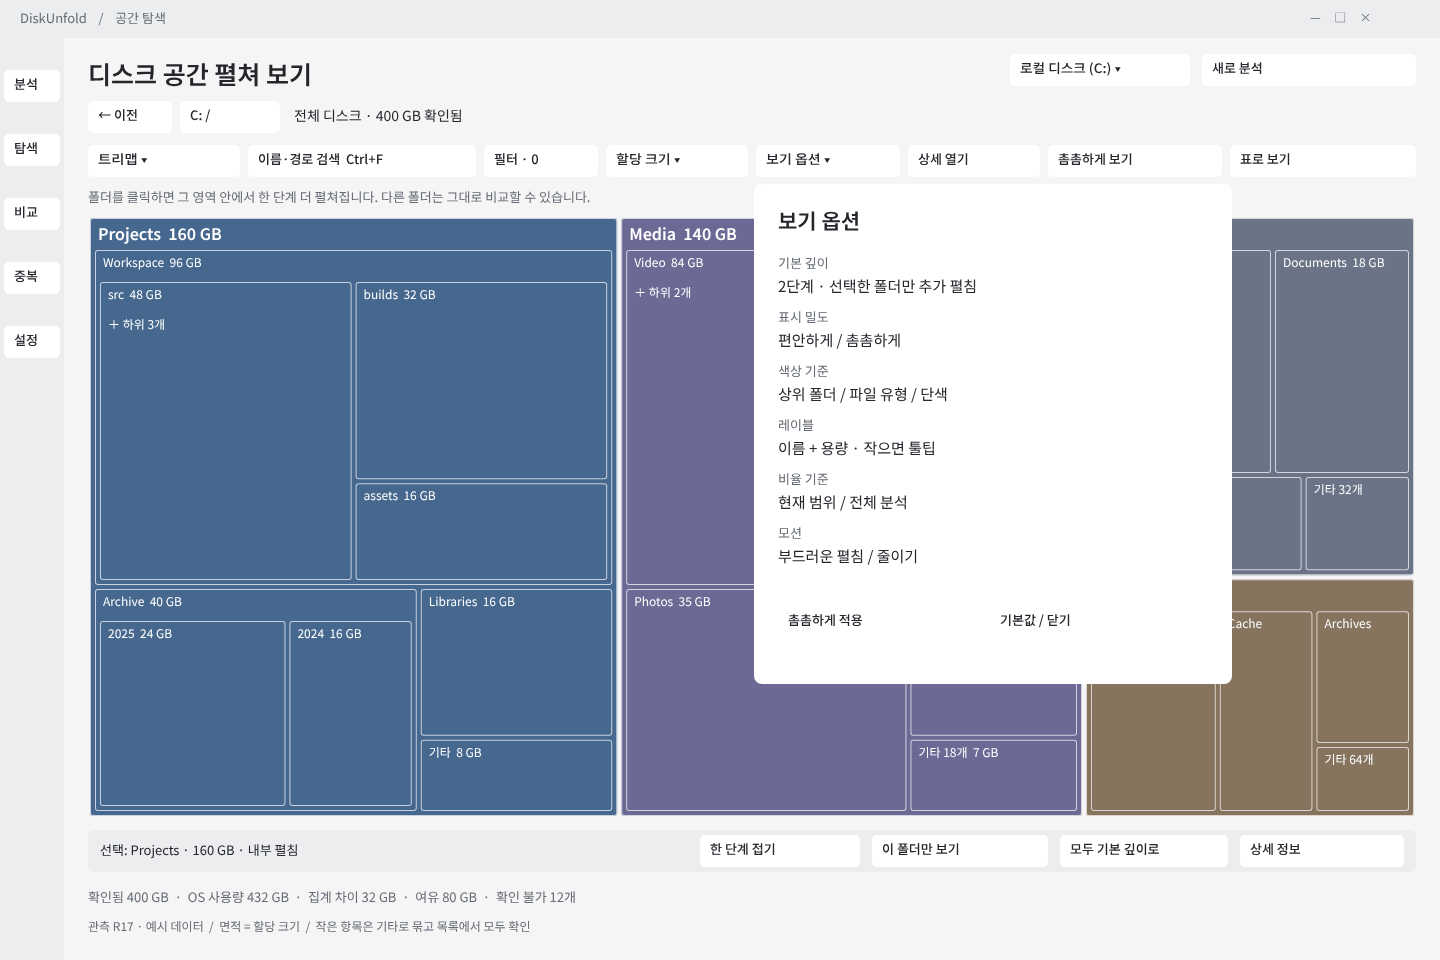 DiskUnfold / 공간 탐색
분석
탐색
비교
중복
설정
디스크 공간 펼쳐 보기
로컬 디스크 (C:) ▾
새로 분석
← 이전
C: /
전체 디스크 · 400 GB 확인됨
트리맵 ▾
이름·경로 검색 Ctrl+F
필터 · 0
할당 크기 ▾
보기 옵션 ▾
상세 열기
촘촘하게 보기
표로 보기
폴더를 클릭하면 그 영역 안에서 한 단계 더 펼쳐집니다. 다른 폴더는 그대로 비교할 수 있습니다.
Projects 160 GB
Workspace 96 GB
src 48 GB
+ 하위 3개
builds 32 GB
assets 16 GB
Archive 40 GB
2025 24 GB
2024 16 GB
Libraries 16 GB
기타 8 GB
Media 140 GB
Video 84 GB
+ 하위 2개
Photos 35 GB
기타 18개 7 GB
보기 옵션
기본 깊이
2단계 · 선택한 폴더만 추가 펼침
표시 밀도
편안하게 / 촘촘하게
색상 기준
상위 폴더 / 파일 유형 / 단색
레이블
이름 + 용량 · 작으면 툴팁
비율 기준
현재 범위 / 전체 분석
모션
부드러운 펼침 / 줄이기
촘촘하게 적용
기본값 / 닫기
Documents 18 GB
기타 32개
Cache
Archives
기타 64개
선택: Projects · 160 GB · 내부 펼침
한 단계 접기
이 폴더만 보기
모두 기본 깊이로
상세 정보
확인됨 400 GB · OS 사용량 432 GB · 집계 차이 32 GB · 여유 80 GB · 확인 불가 12개
관측 R17 · 예시 데이터 / 면적 = 할당 크기 / 작은 항목은 기타로 묶고 목록에서 모두 확인